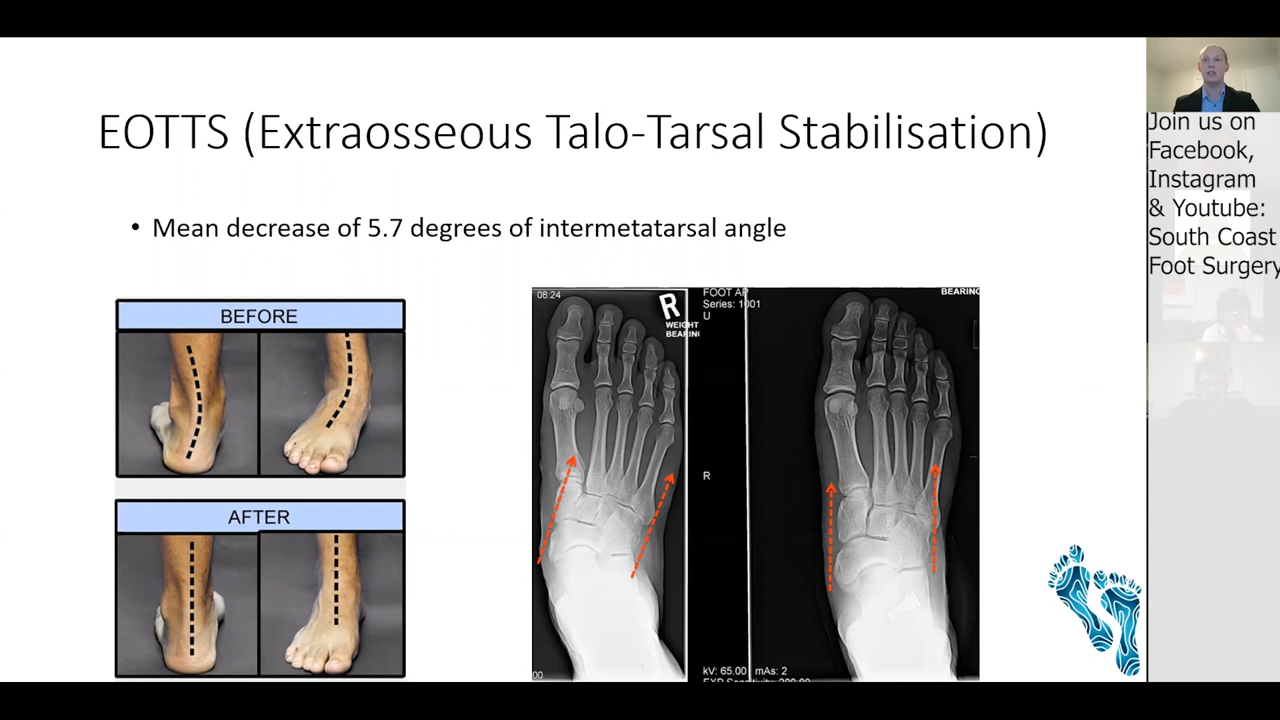 EOTTS (Extraosseous Talo-Tarsal Stabilisation)
• Mean decrease of 5.7 degrees of intermetatarsal angle
BEFORE
AFTER
08:24
R
WEIGHT
BEARING
00
FOOT AP
Series: 1001
U
R
kV: 65.00 mAs: 2
BEARING
Join us on
Facebook,
Instagram
& Youtube:
South Coast
Foot Surgery